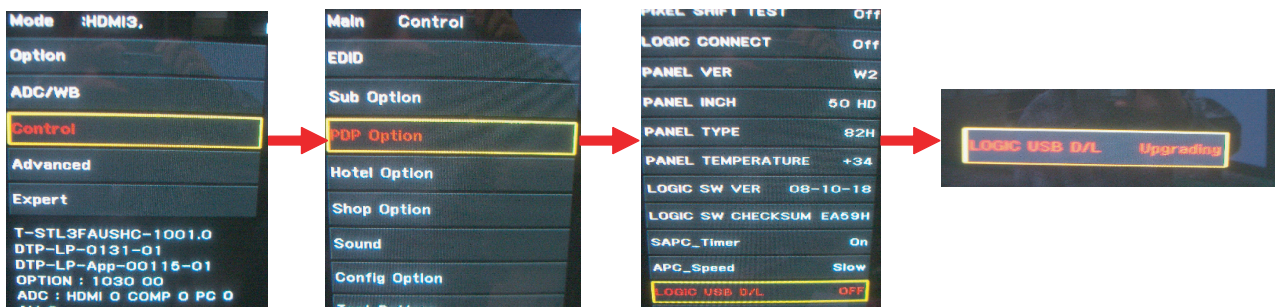 Mode :HDMI3,
Option
ADC/WB
Control
Advanced
Expert
T-STL3FAUSHC-1001.0
DTP-LP-0131-01
DTP-LP-App-00115-01
OPTION : 1030 00
ADC : HDMI O COMP O PC O
Main Control
EDID
Sub Option
PDP Option
Hotel Option
Shop Option
Sound
Config Option
PIXEL SHIFT TEST Off
LOGIC CONNECT Off
PANEL VER W2
PANEL INCH 50 HD
PANEL TYPE 82H
PANEL TEMPERATURE +34
LOGIC SW VER 08-10-18
LOGIC SW CHECKSUM EA59H
SAPC_Timer On
APC_Speed Slow
LOGIC USB D/L OFF
LOGIC USB D/L Upgrading